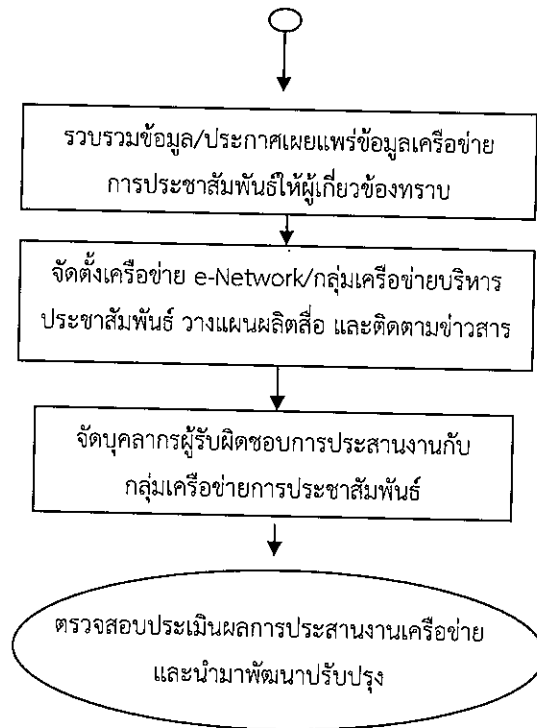 รวบรวมข้อมูล/ประกาศเผยแพร่ข้อมูลเครือข่าย
การประชาสัมพันธ์ให้ผู้เกี่ยวข้องทราบ
จัดตั้งเครือข่าย e-Network/กลุ่มเครือข่ายบริหาร
ประชาสัมพันธ์ วางแผนผลิตสื่อ และติดตามข่าวสาร
จัดบุคลากรผู้รับผิดชอบการประสานงานกับ
กลุ่มเครือข่ายการประชาสัมพันธ์
ตรวจสอบประเมินผลการประสานงานเครือข่าย
และนำมาพัฒนาปรับปรุง